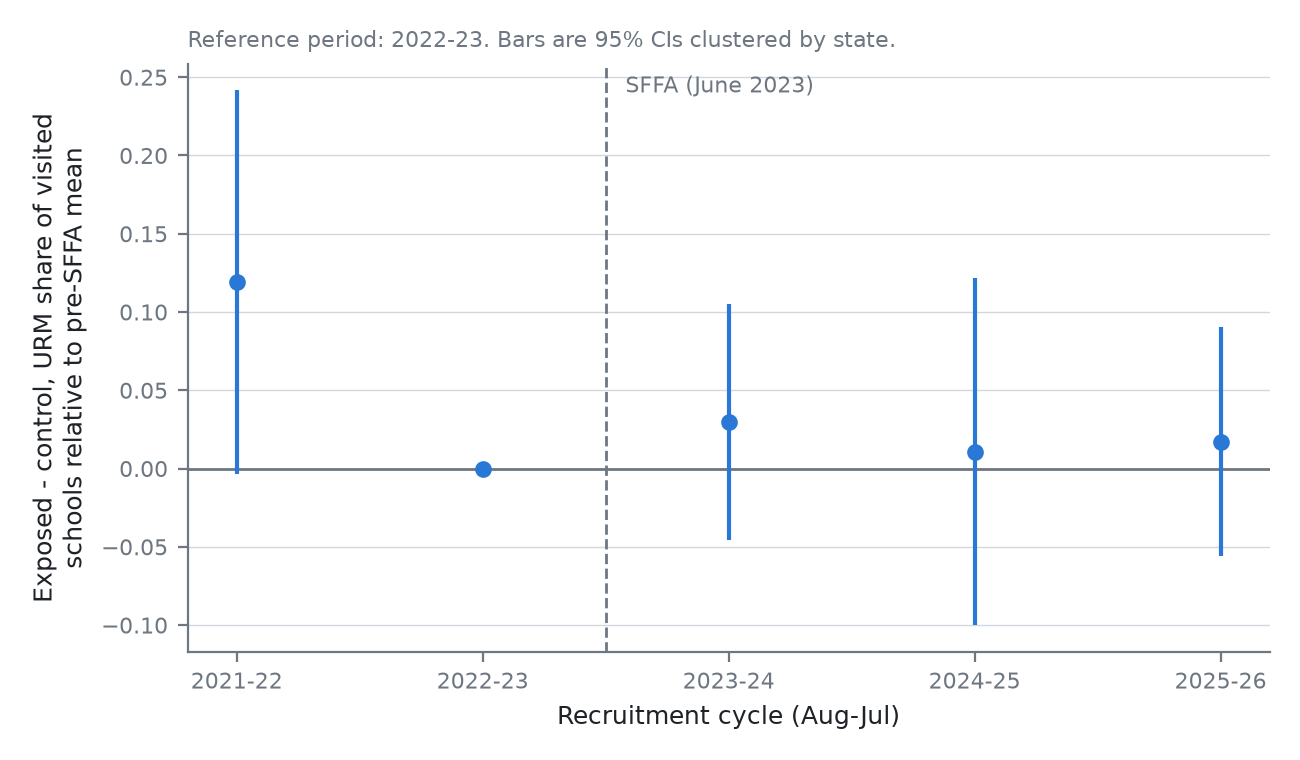 Reference period: 2022-23. Bars are 95% CIs clustered by state.
SFFA (June 2023)
Exposed - control, URM share of visited
schools relative to pre-SFFA mean
0.25
0.20
0.15
0.10
0.05
0.00
−0.05
−0.10
2021-22
2022-23
2023-24
2024-25
2025-26
Recruitment cycle (Aug-Jul)